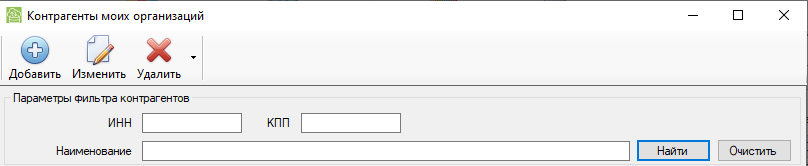 Контрагенты моих организаций
Добавить Изменить Удалить
Параметры фильтра контрагентов
ИНН КПП
Наименование Найти Очистить